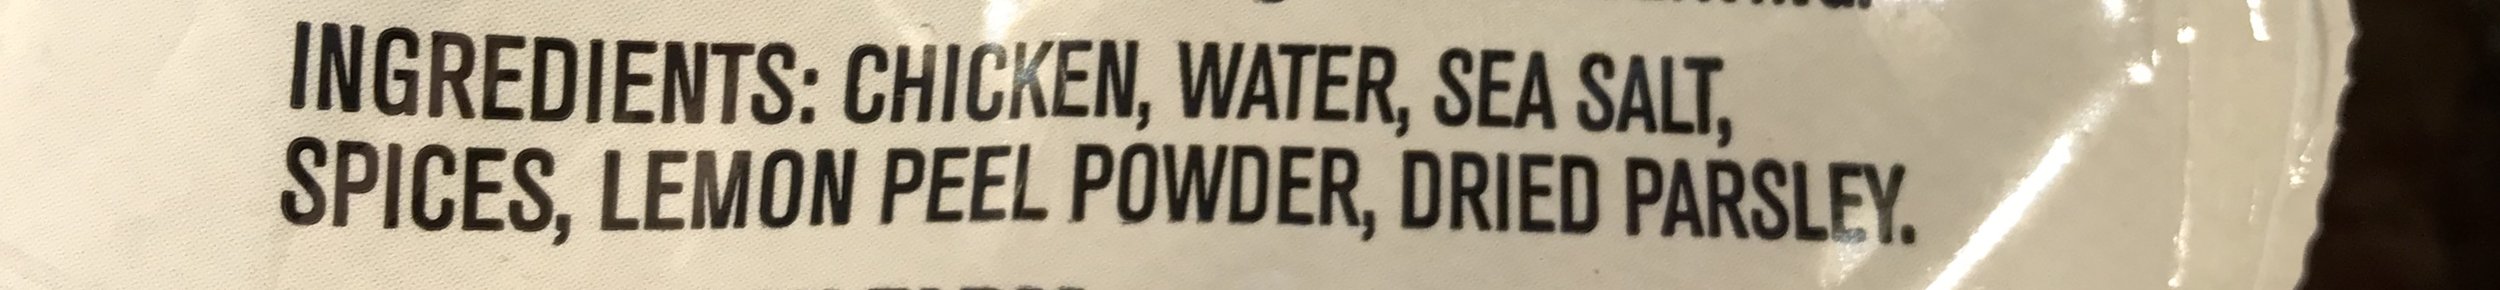 INGREDIENTS: CHICKEN, WATER, SEA SALT,
SPICES, LEMON PEEL POWDER, DRIED PARSLEY.